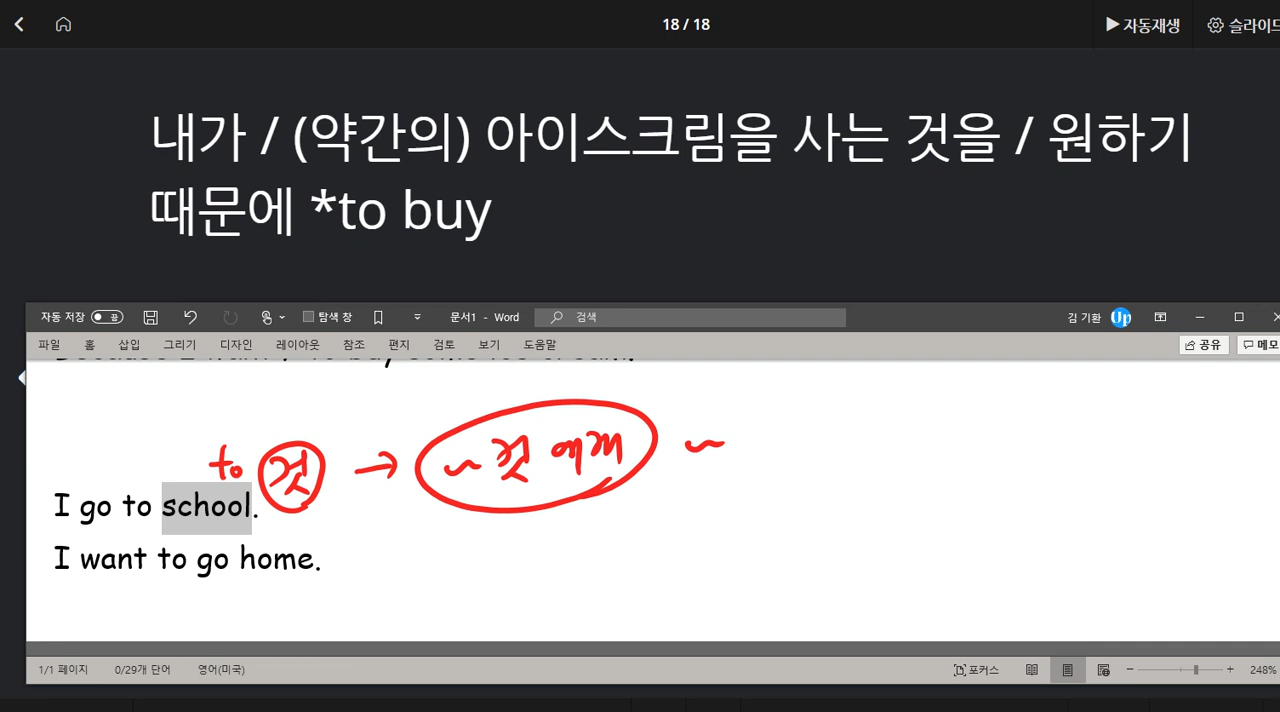 18 / 18
▶ 자동재생
슬라이드
내가 / (약간의) 아이스크림을 사는 것을 / 원하기
때문에 *to buy
자동 저장 끔 탐색 창 문서1 - Word 검색 김 기환 Up
파일 홈 삽입 그리기 디자인 레이아웃 참조 편지 검토 보기 도움말 공유 메모
to 것 → ~ 것 에게 ~
I go to school.
I want to go home.
1/1 페이지 0/29개 단어 영어(미국) 포커스 248%